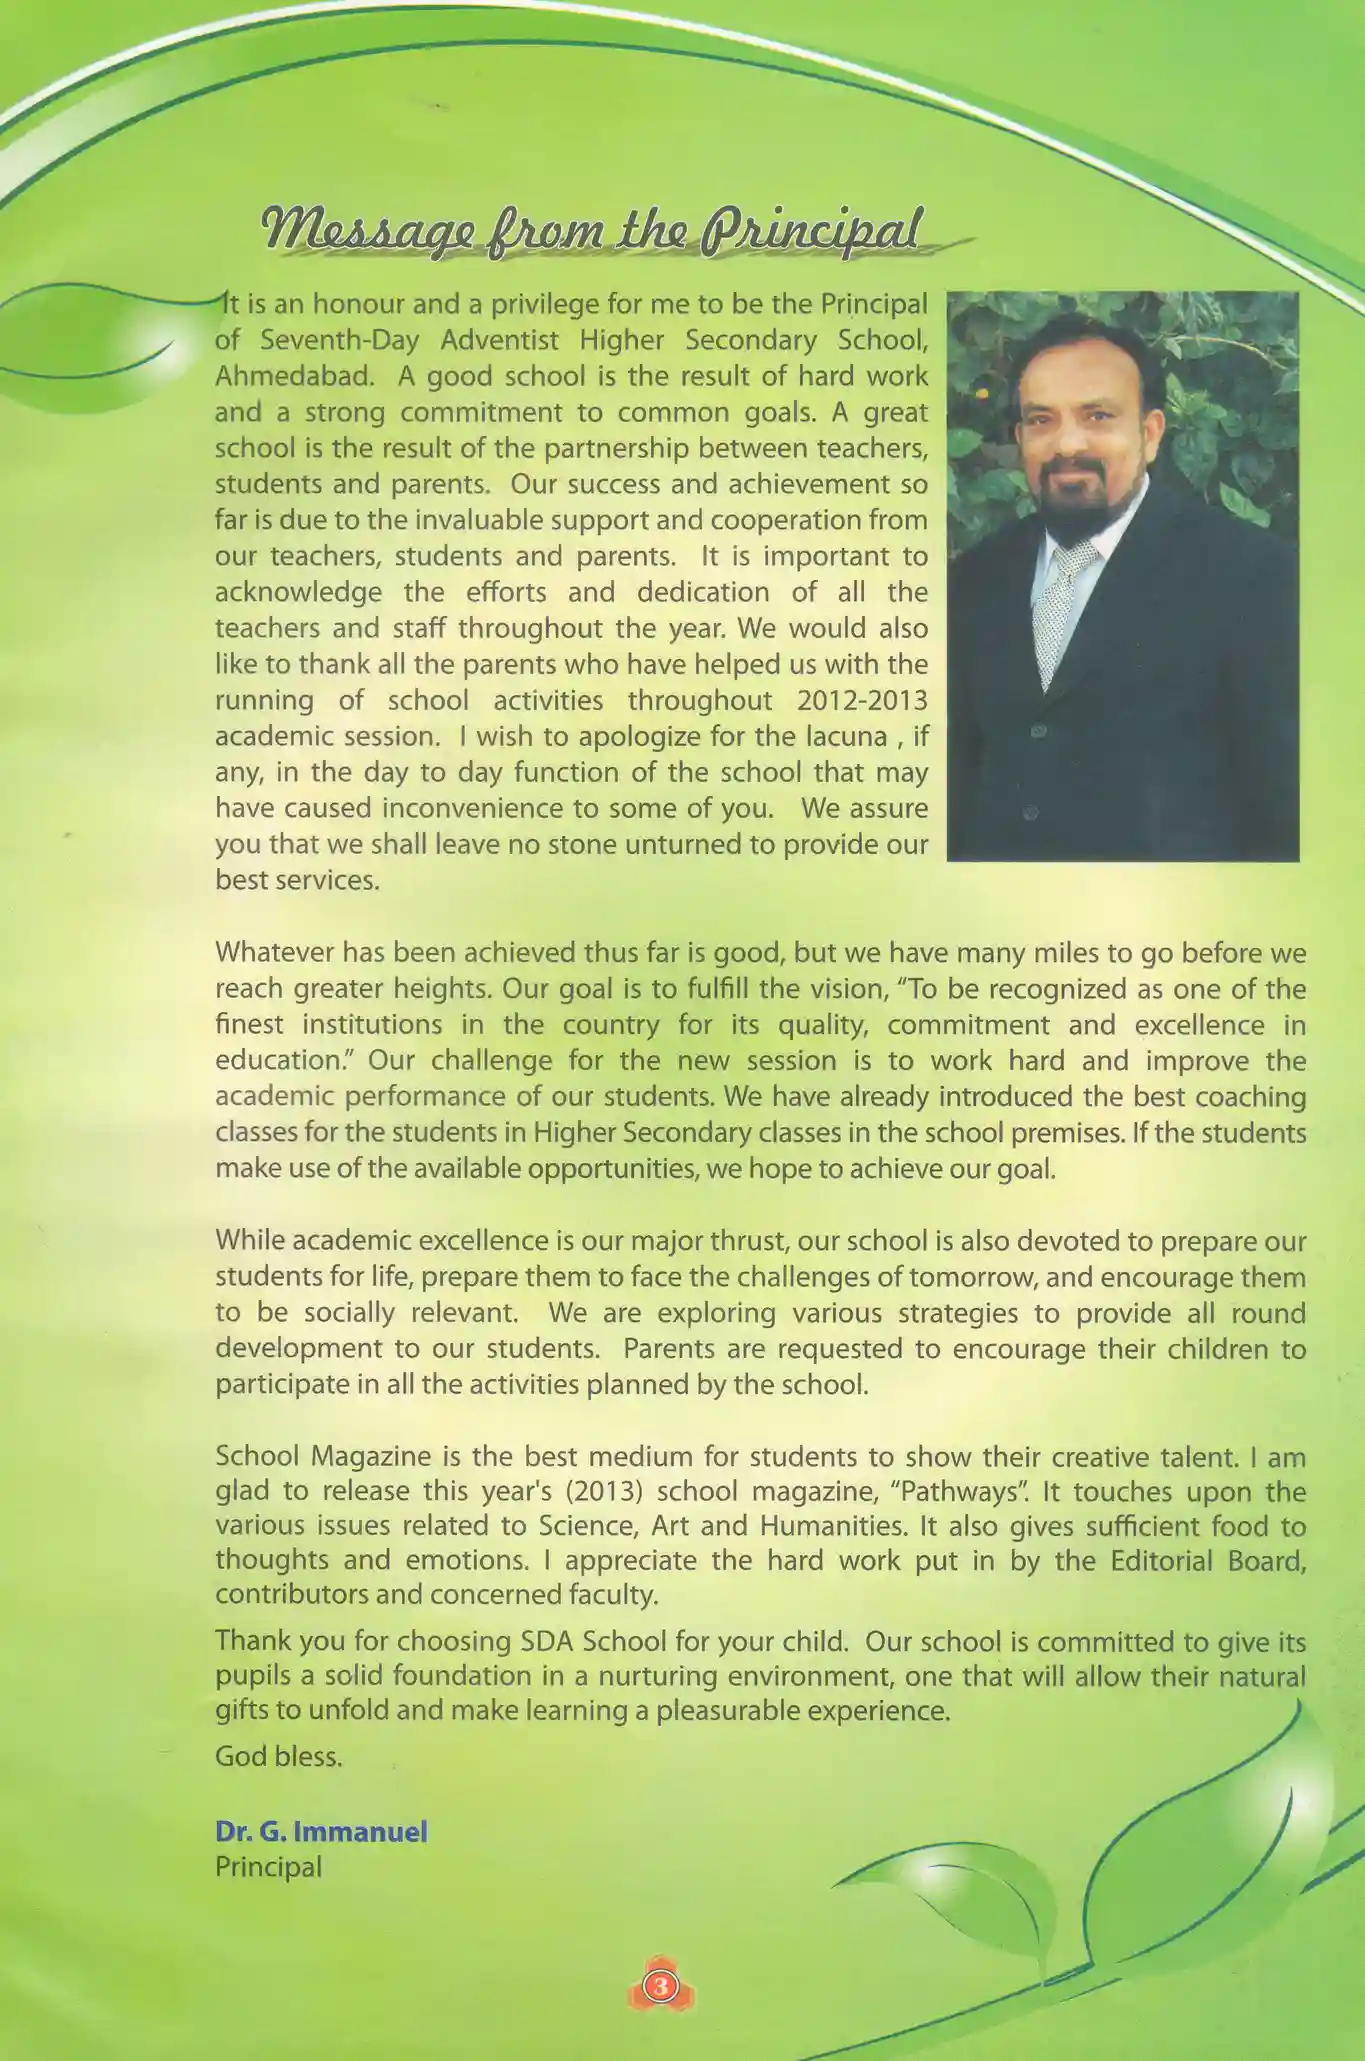 Message from the Principal
It is an honour and a privilege for me to be the Principal
of Seventh-Day Adventist Higher Secondary School,
Ahmedabad. A good school is the result of hard work
and a strong commitment to common goals. A great
school is the result of the partnership between teachers,
students and parents. Our success and achievement so
far is due to the invaluable support and cooperation from
our teachers, students and parents. It is important to
acknowledge the efforts and dedication of all the
teachers and staff throughout the year. We would also
like to thank all the parents who have helped us with the
running of school activities throughout 2012-2013
academic session. I wish to apologize for the lacuna , if
any, in the day to day function of the school that may
have caused inconvenience to some of you. We assure
you that we shall leave no stone unturned to provide our
best services.
Whatever has been achieved thus far is good, but we have many miles to go before we
reach greater heights. Our goal is to fulfill the vision, “To be recognized as one of the
finest institutions in the country for its quality, commitment and excellence in
education.” Our challenge for the new session is to work hard and improve the
academic performance of our students. We have already introduced the best coaching
classes for the students in Higher Secondary classes in the school premises. If the students
make use of the available opportunities, we hope to achieve our goal.
While academic excellence is our major thrust, our school is also devoted to prepare our
students for life, prepare them to face the challenges of tomorrow, and encourage them
to be socially relevant. We are exploring various strategies to provide all round
development to our students. Parents are requested to encourage their children to
participate in all the activities planned by the school.
School Magazine is the best medium for students to show their creative talent. I am
glad to release this year's (2013) school magazine, “Pathways”. It touches upon the
various issues related to Science, Art and Humanities. It also gives sufficient food to
thoughts and emotions. I appreciate the hard work put in by the Editorial Board,
contributors and concerned faculty.
Thank you for choosing SDA School for your child. Our school is committed to give its
pupils a solid foundation in a nurturing environment, one that will allow their natural
gifts to unfold and make learning a pleasurable experience.
God bless.
Dr. G. Immanuel
Principal
3